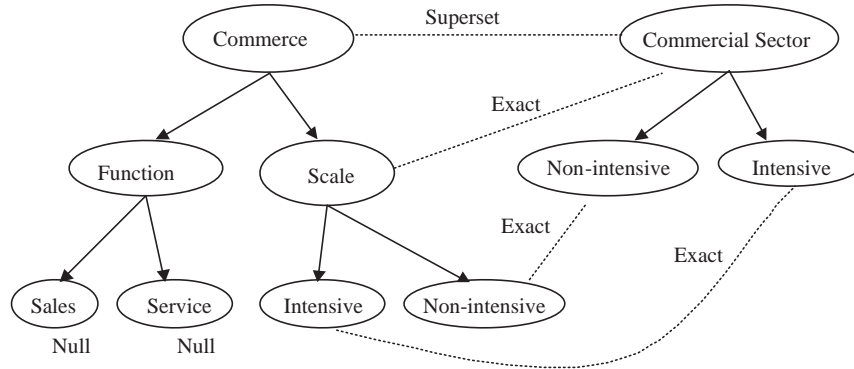 Superset
Commerce
Commercial Sector
Exact
Function
Scale
Non-intensive
Intensive
Exact
Exact
Sales
Service
Intensive
Non-intensive
Null
Null